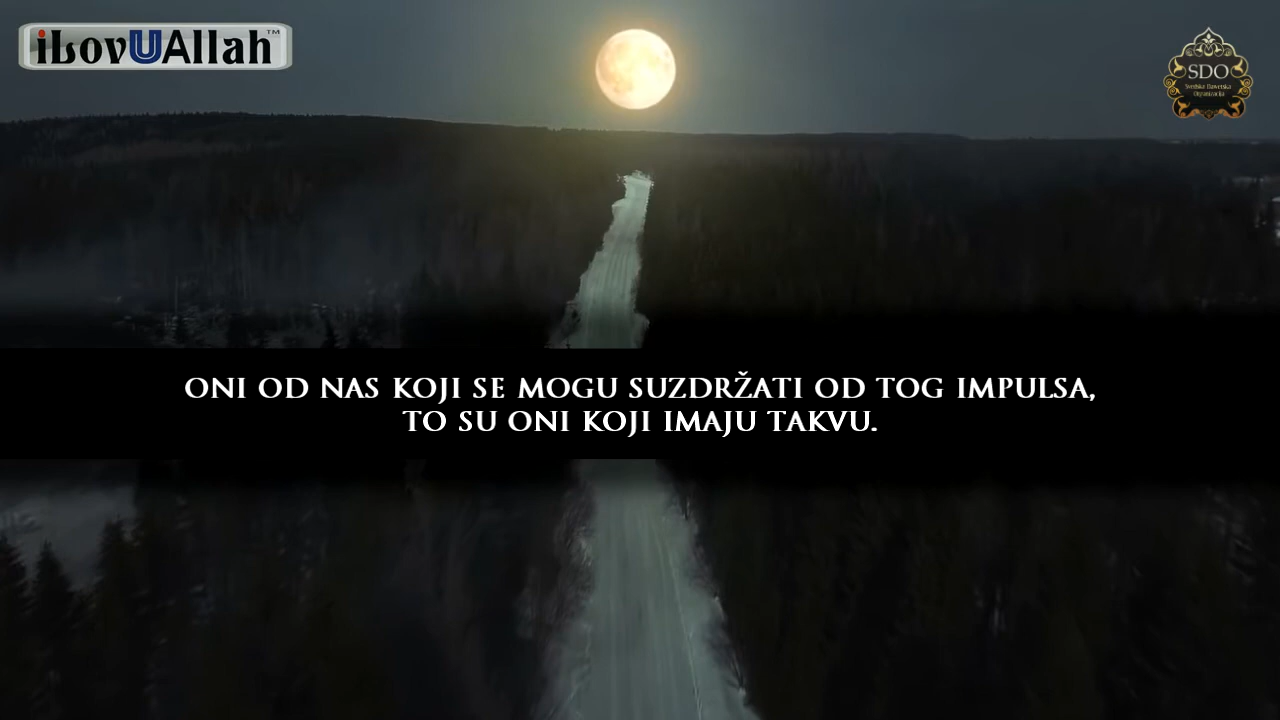 iLovUAllah™
SDO
ONI OD NAS KOJI SE MOGU SUZDRŽATI OD TOG IMPULSA,
TO SU ONI KOJI IMAJU TAKVU.